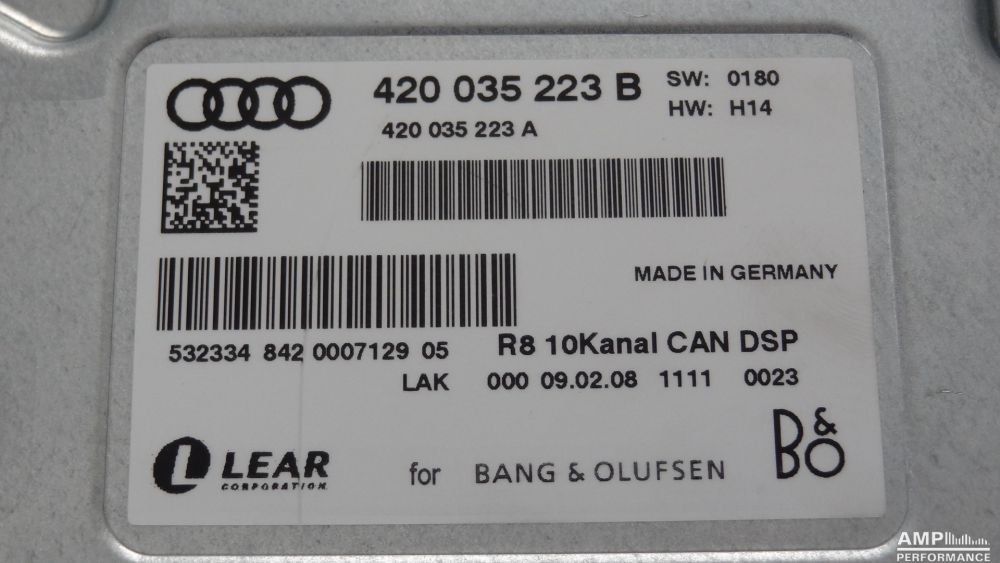 420 035 223 B
SW: 0180
420 035 223 A
HW: H14
MADE IN GERMANY
532334 842 0007129 05
R8 10Kanal CAN DSP
LAK 000 09.02.08 1111 0023
LEAR
CORPORATION
for BANG & OLUFSEN
B&O
AMP
PERFORMANCE